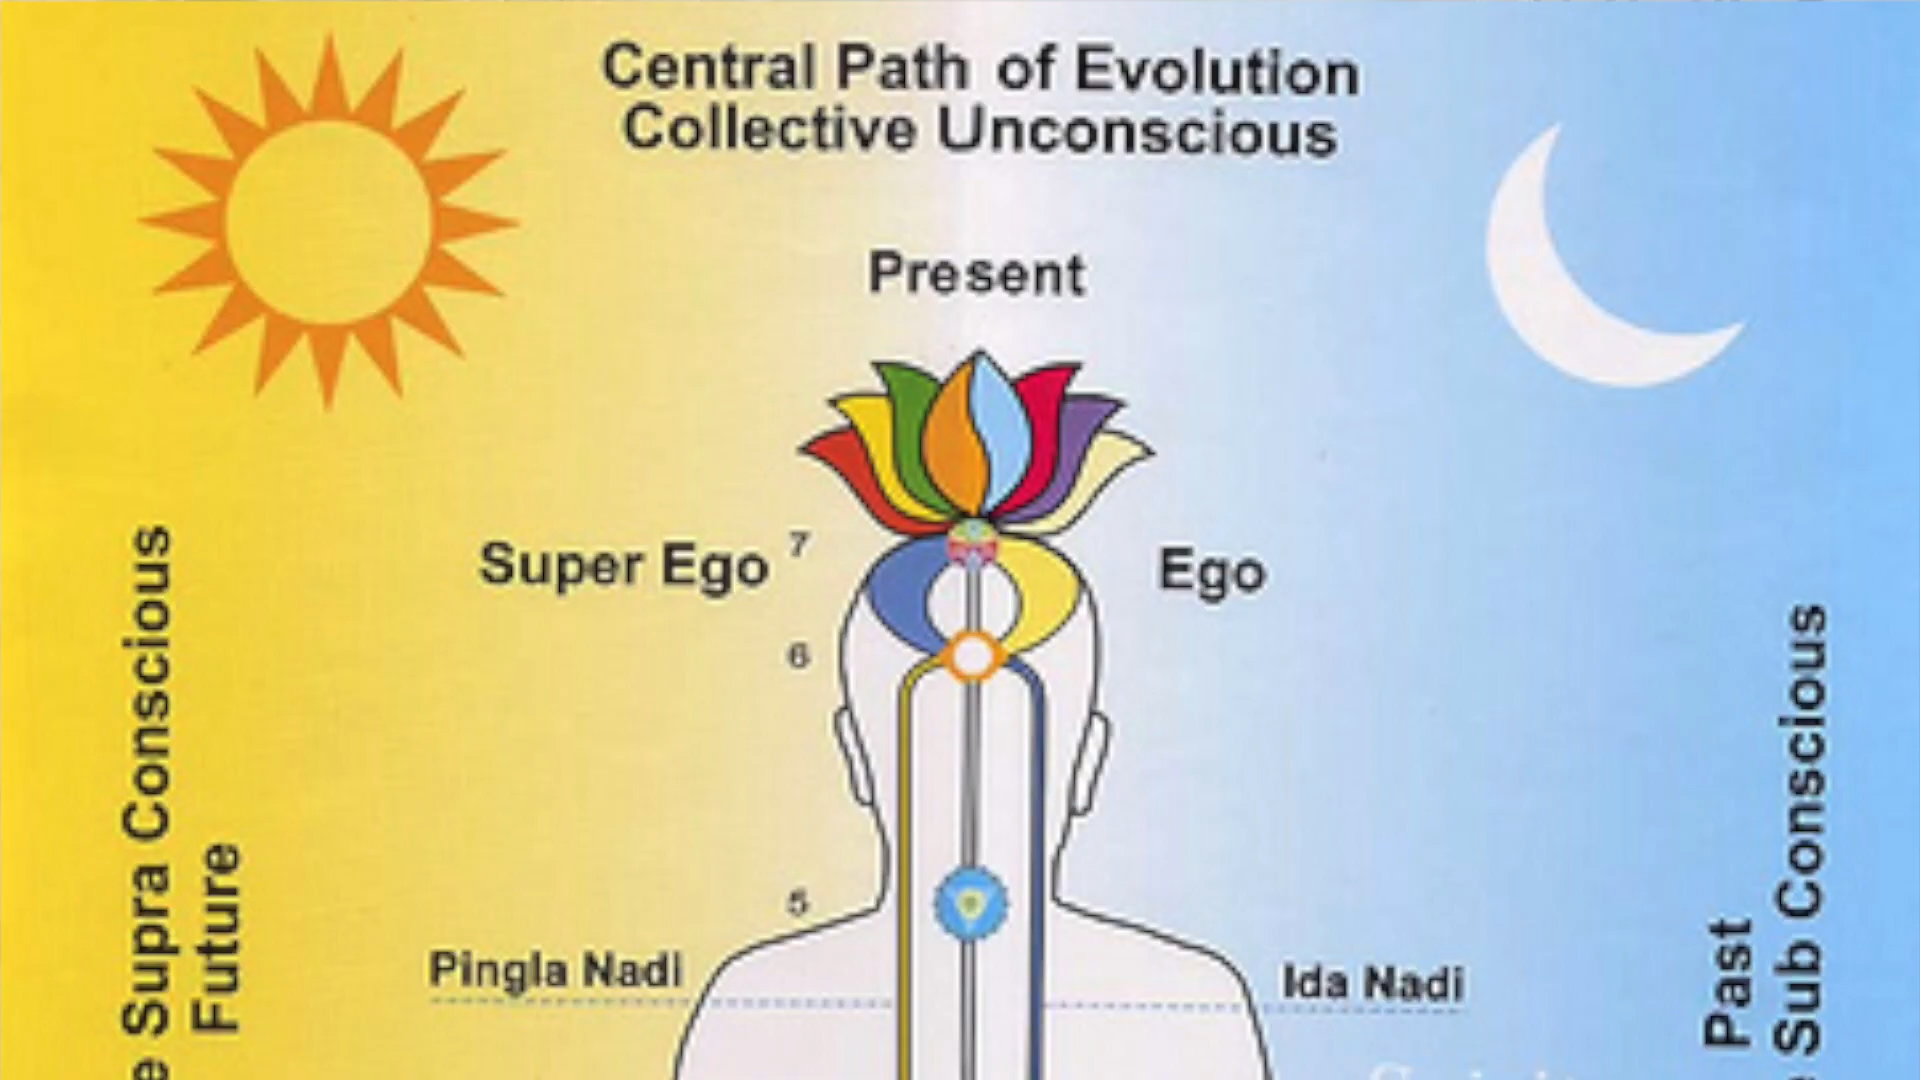 Central Path of Evolution
Collective Unconscious
Present
Super Ego
7
Ego
6
5
Pingla Nadi
Ida Nadi
Supra Conscious
Future
Past
Sub Conscious